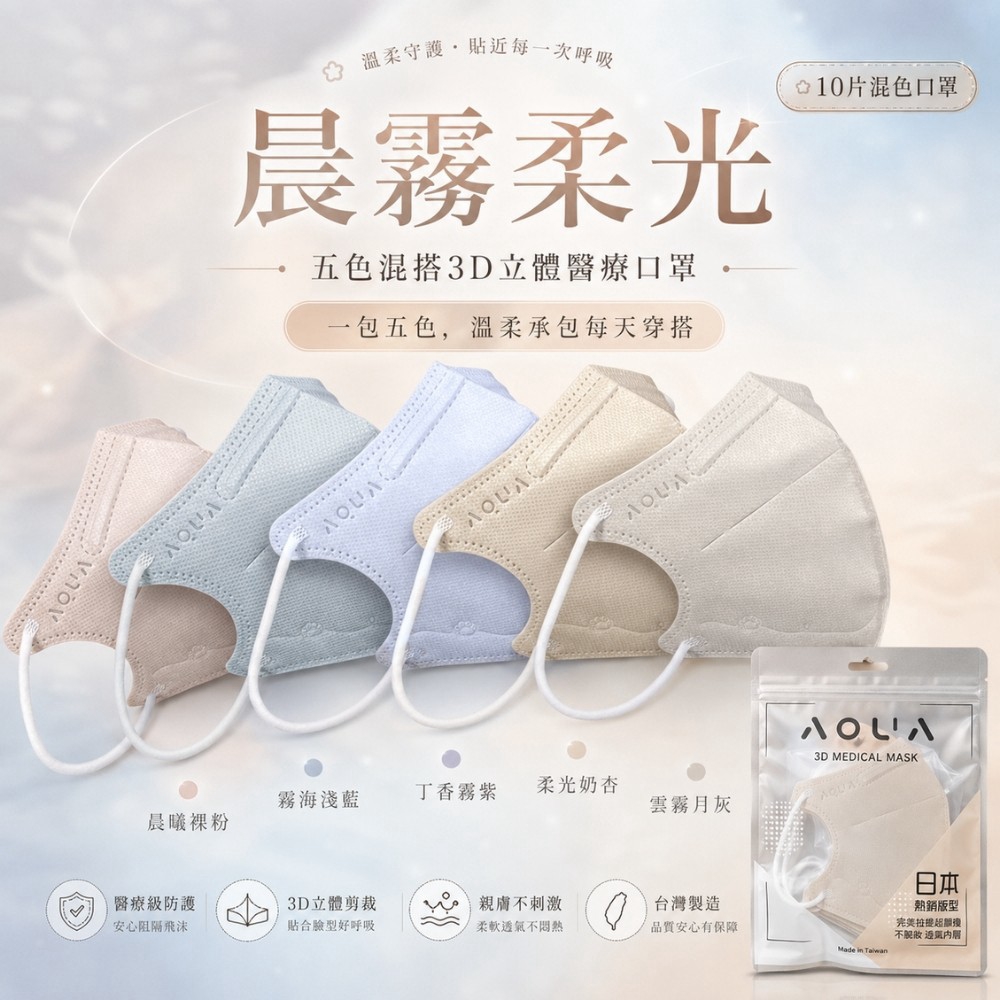 溫柔守護・貼近每一次呼吸
10片混色口罩
晨霧柔光
五色混搭3D立體醫療口罩
一包五色，溫柔承包每天穿搭
AOUA
AOUA
AOUA
AOUA
AOUA
晨曦裸粉
霧海淺藍
丁香霧紫
柔光奶杏
雲霧月灰
AOUA
3D MEDICAL MASK
日本
熱銷版型
不脫妝 透氣內層
Made in Taiwan
醫療級防護
安心阻隔飛沫
3D立體剪裁
貼合臉型好呼吸
親膚不刺激
柔軟透氣不悶熱
台灣製造
品質安心有保障